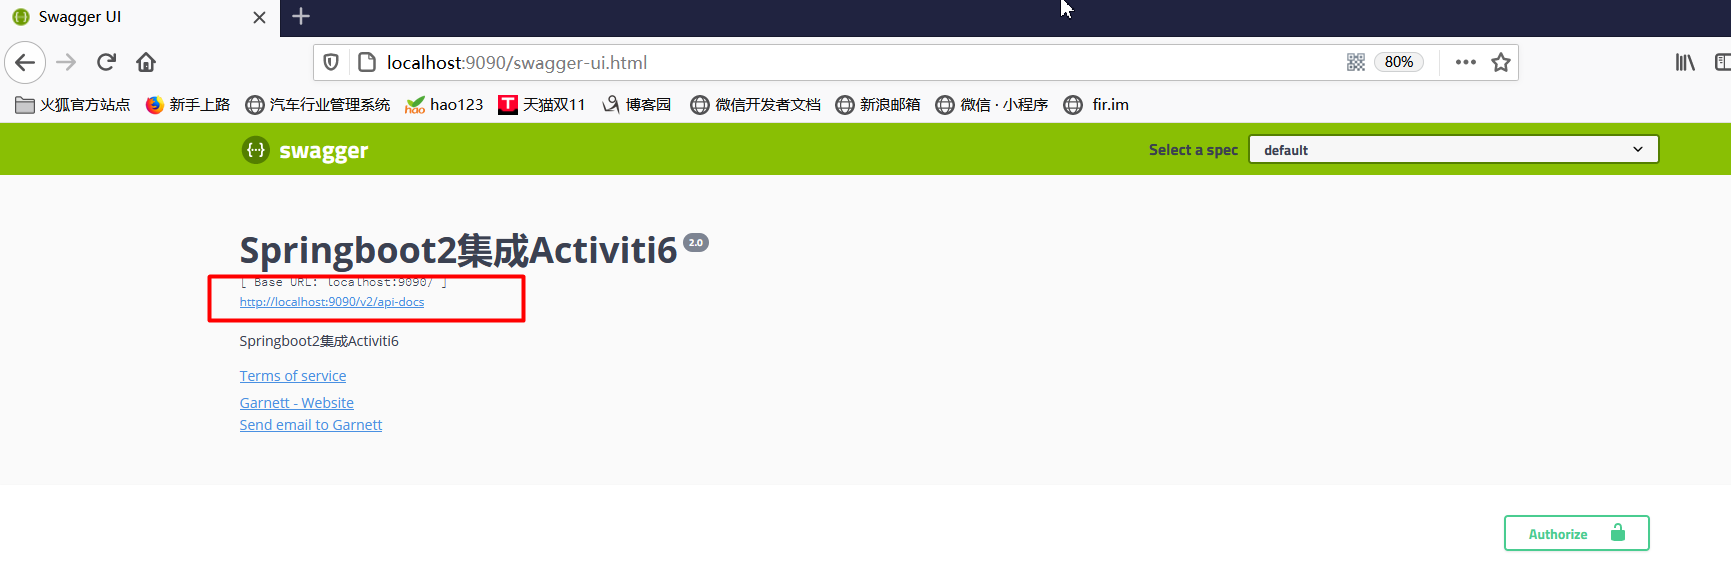 Swagger UI
localhost:9090/swagger-ui.html 80%
火狐官方站点 新手上路 汽车行业管理系统 hao123 天猫双11 博客园 微信开发者文档 新浪邮箱 微信 · 小程序 fir.im
swagger Select a spec default
Springboot2集成Activiti6 2.0
[ Base URL: localhost:9090/ ]
http://localhost:9090/v2/api-docs
Springboot2集成Activiti6
Terms of service
Garnett - Website
Send email to Garnett
Authorize